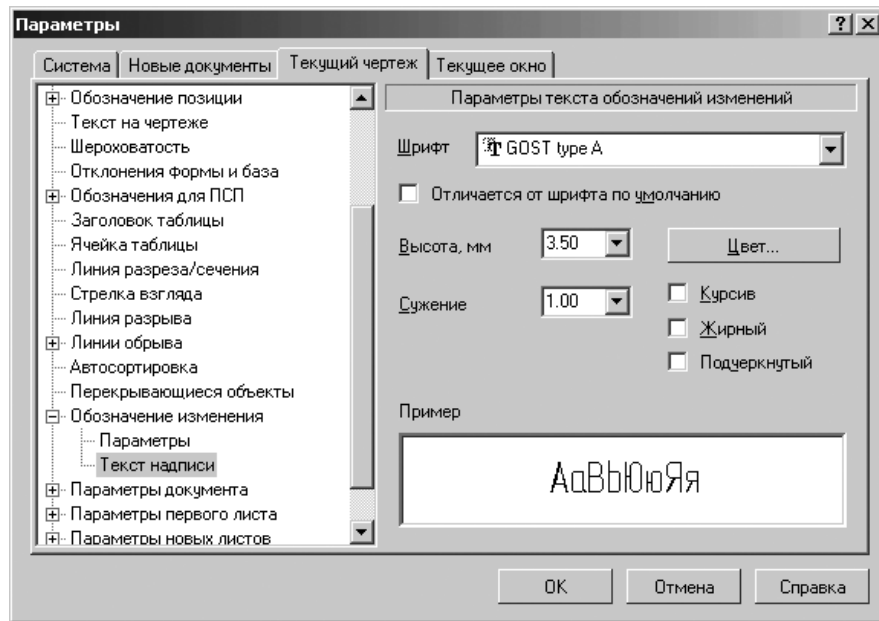 Параметры
Система Новые документы Текущий чертеж Текущее окно
Обозначение позиции
Текст на чертеже
Шероховатость
Отклонения формы и база
Обозначения для ПСП
Заголовок таблицы
Ячейка таблицы
Линия разреза/сечения
Стрелка взгляда
Линия разрыва
Линии обрыва
Автосортировка
Перекрывающиеся объекты
Обозначение изменения
Параметры
Текст надписи
Параметры документа
Параметры первого листа
Параметры новых листов
Параметры текста обозначений изменений
Шрифт GOST type A
Отличается от шрифта по умолчанию
Высота, мм 3.50 Цвет...
Сужение 1.00 Курсив
Жирный
Подчеркнутый
Пример
АаВЬЮюЯя
OK Отмена Справка